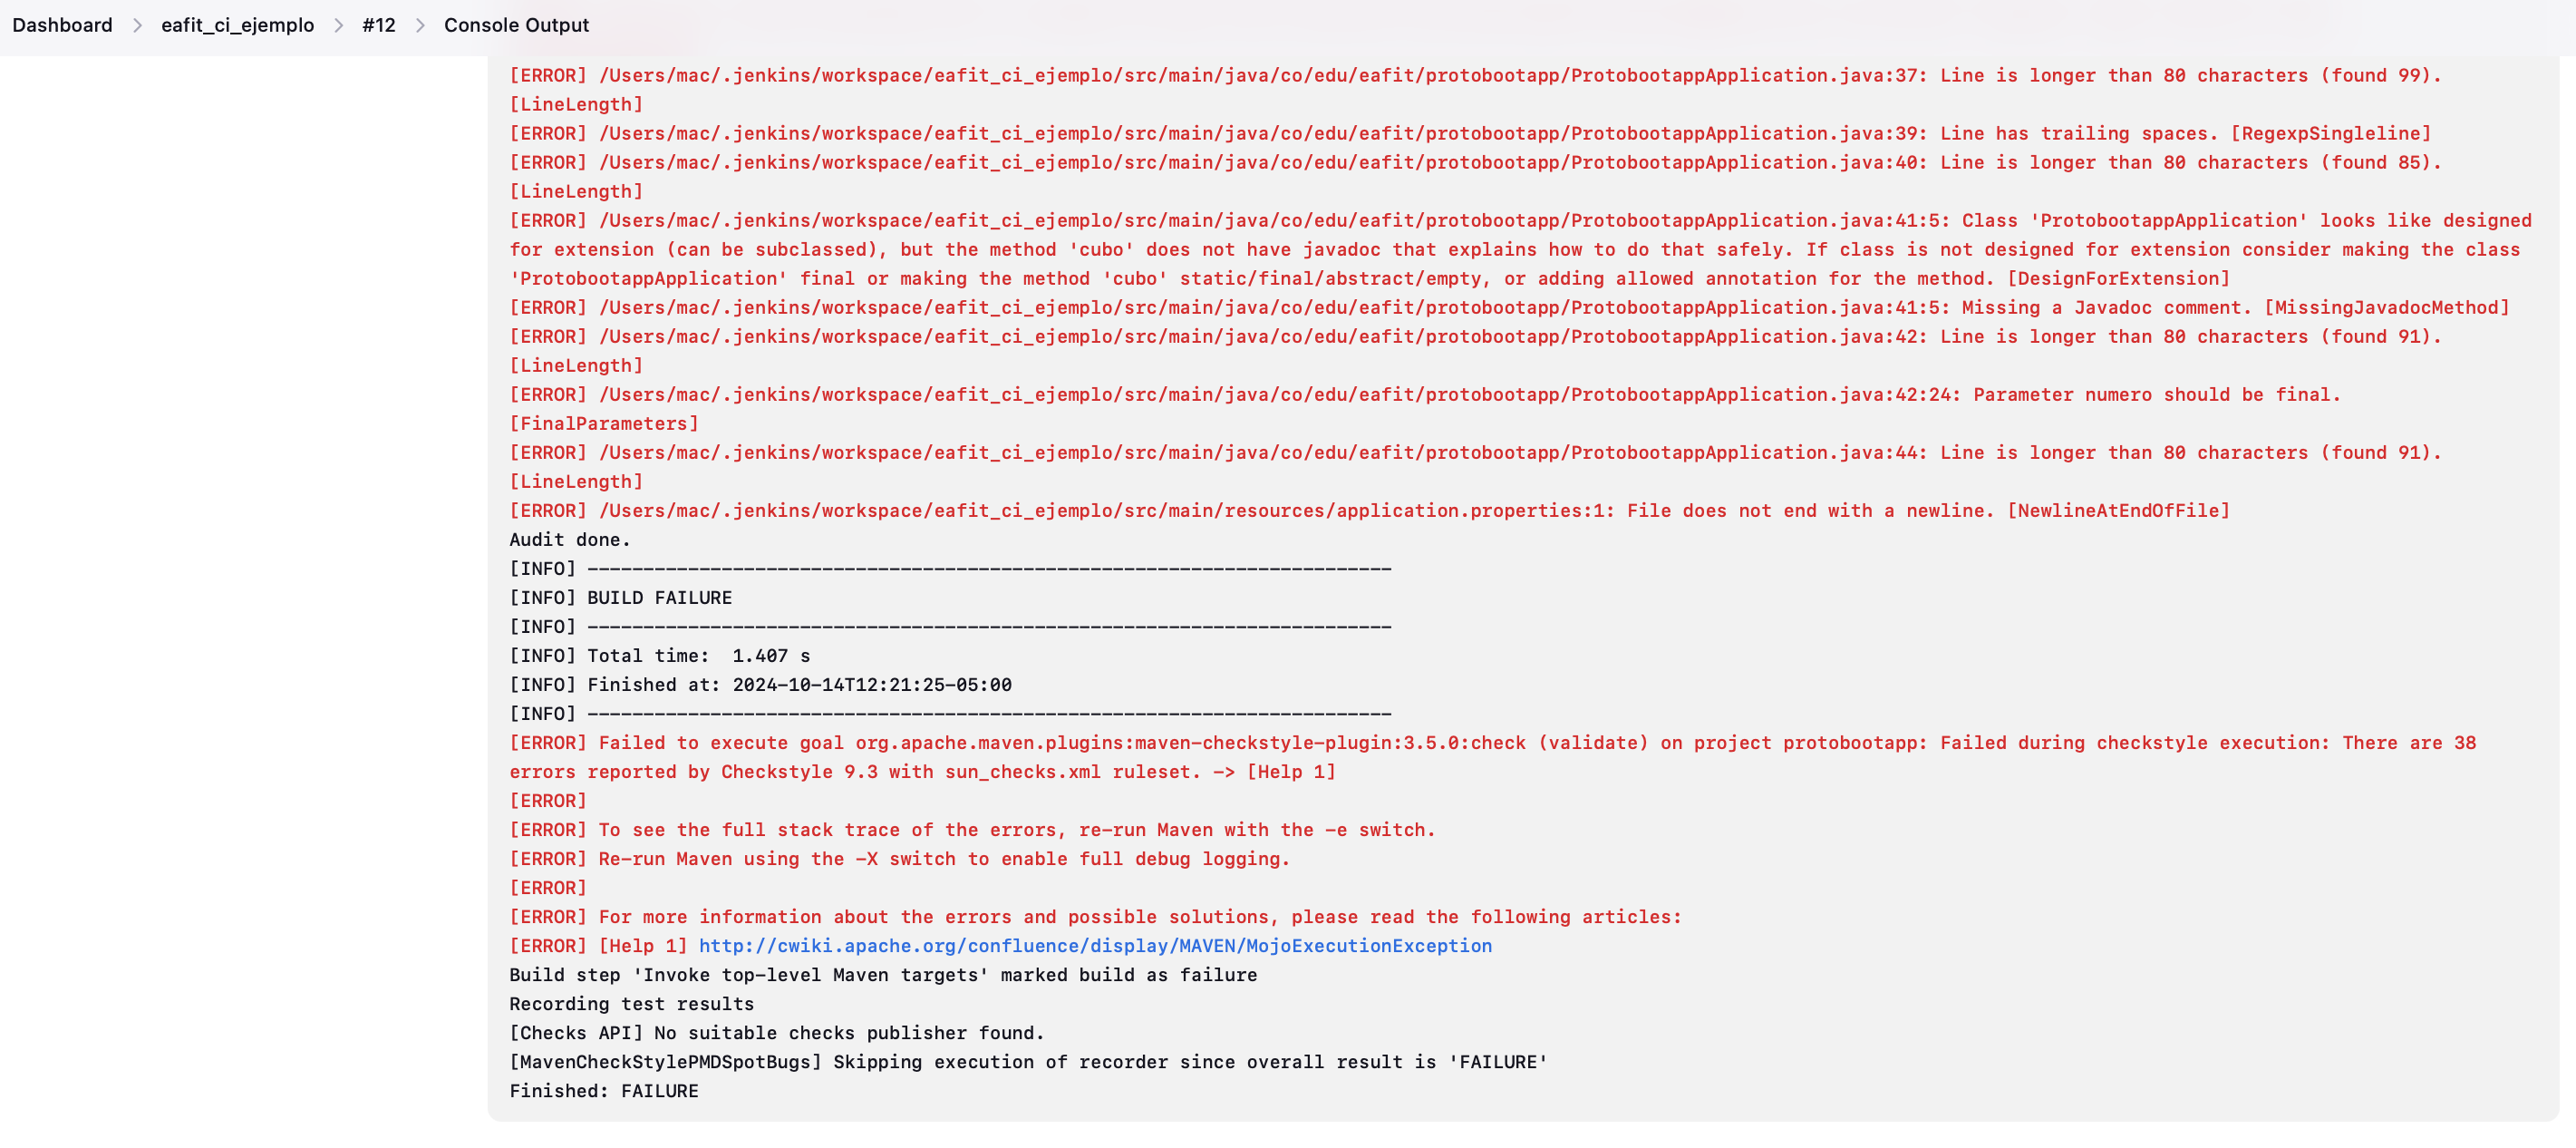 Dashboard > eafit_ci_ejemplo > #12 > Console Output
[ERROR] /Users/mac/.jenkins/workspace/eafit_ci_ejemplo/src/main/java/co/edu/eafit/protobootapp/ProtobootappApplication.java:37: Line is longer than 80 characters (found 99).
[LineLength]
[ERROR] /Users/mac/.jenkins/workspace/eafit_ci_ejemplo/src/main/java/co/edu/eafit/protobootapp/ProtobootappApplication.java:39: Line has trailing spaces. [RegexpSingleline]
[ERROR] /Users/mac/.jenkins/workspace/eafit_ci_ejemplo/src/main/java/co/edu/eafit/protobootapp/ProtobootappApplication.java:40: Line is longer than 80 characters (found 85).
[LineLength]
[ERROR] /Users/mac/.jenkins/workspace/eafit_ci_ejemplo/src/main/java/co/edu/eafit/protobootapp/ProtobootappApplication.java:41:5: Class 'ProtobootappApplication' looks like designed
for extension (can be subclassed), but the method 'cubo' does not have javadoc that explains how to do that safely. If class is not designed for extension consider making the class
'ProtobootappApplication' final or making the method 'cubo' static/final/abstract/empty, or adding allowed annotation for the method. [DesignForExtension]
[ERROR] /Users/mac/.jenkins/workspace/eafit_ci_ejemplo/src/main/java/co/edu/eafit/protobootapp/ProtobootappApplication.java:41:5: Missing a Javadoc comment. [MissingJavadocMethod]
[ERROR] /Users/mac/.jenkins/workspace/eafit_ci_ejemplo/src/main/java/co/edu/eafit/protobootapp/ProtobootappApplication.java:42: Line is longer than 80 characters (found 91).
[LineLength]
[ERROR] /Users/mac/.jenkins/workspace/eafit_ci_ejemplo/src/main/java/co/edu/eafit/protobootapp/ProtobootappApplication.java:42:24: Parameter numero should be final.
[FinalParameters]
[ERROR] /Users/mac/.jenkins/workspace/eafit_ci_ejemplo/src/main/java/co/edu/eafit/protobootapp/ProtobootappApplication.java:44: Line is longer than 80 characters (found 91).
[LineLength]
[ERROR] /Users/mac/.jenkins/workspace/eafit_ci_ejemplo/src/main/resources/application.properties:1: File does not end with a newline. [NewlineAtEndOfFile]
Audit done.
[INFO] ------------------------------------------------------------------------
[INFO] BUILD FAILURE
[INFO] ------------------------------------------------------------------------
[INFO] Total time:  1.407 s
[INFO] Finished at: 2024-10-14T12:21:25-05:00
[INFO] ------------------------------------------------------------------------
[ERROR] Failed to execute goal org.apache.maven.plugins:maven-checkstyle-plugin:3.5.0:check (validate) on project protobootapp: Failed during checkstyle execution: There are 38
errors reported by Checkstyle 9.3 with sun_checks.xml ruleset. -> [Help 1]
[ERROR]
[ERROR] To see the full stack trace of the errors, re-run Maven with the -e switch.
[ERROR] Re-run Maven using the -X switch to enable full debug logging.
[ERROR]
[ERROR] For more information about the errors and possible solutions, please read the following articles:
[ERROR] [Help 1] http://cwiki.apache.org/confluence/display/MAVEN/MojoExecutionException
Build step 'Invoke top-level Maven targets' marked build as failure
Recording test results
[Checks API] No suitable checks publisher found.
[MavenCheckStylePMDSpotBugs] Skipping execution of recorder since overall result is 'FAILURE'
Finished: FAILURE